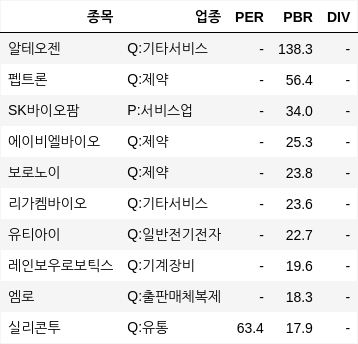 종목 업종 PER PBR DIV
알테오젠 Q:기타서비스 - 138.3 -
펩트론 Q:제약 - 56.4 -
SK바이오팜 P:서비스업 - 34.0 -
에이비엘바이오 Q:제약 - 25.3 -
보로노이 Q:제약 - 23.8 -
리가켐바이오 Q:기타서비스 - 23.6 -
유티아이 Q:일반전기전자 - 22.7 -
레인보우로보틱스 Q:기계장비 - 19.6 -
엠로 Q:출판매체복제 - 18.3 -
실리콘투 Q:유통 63.4 17.9 -